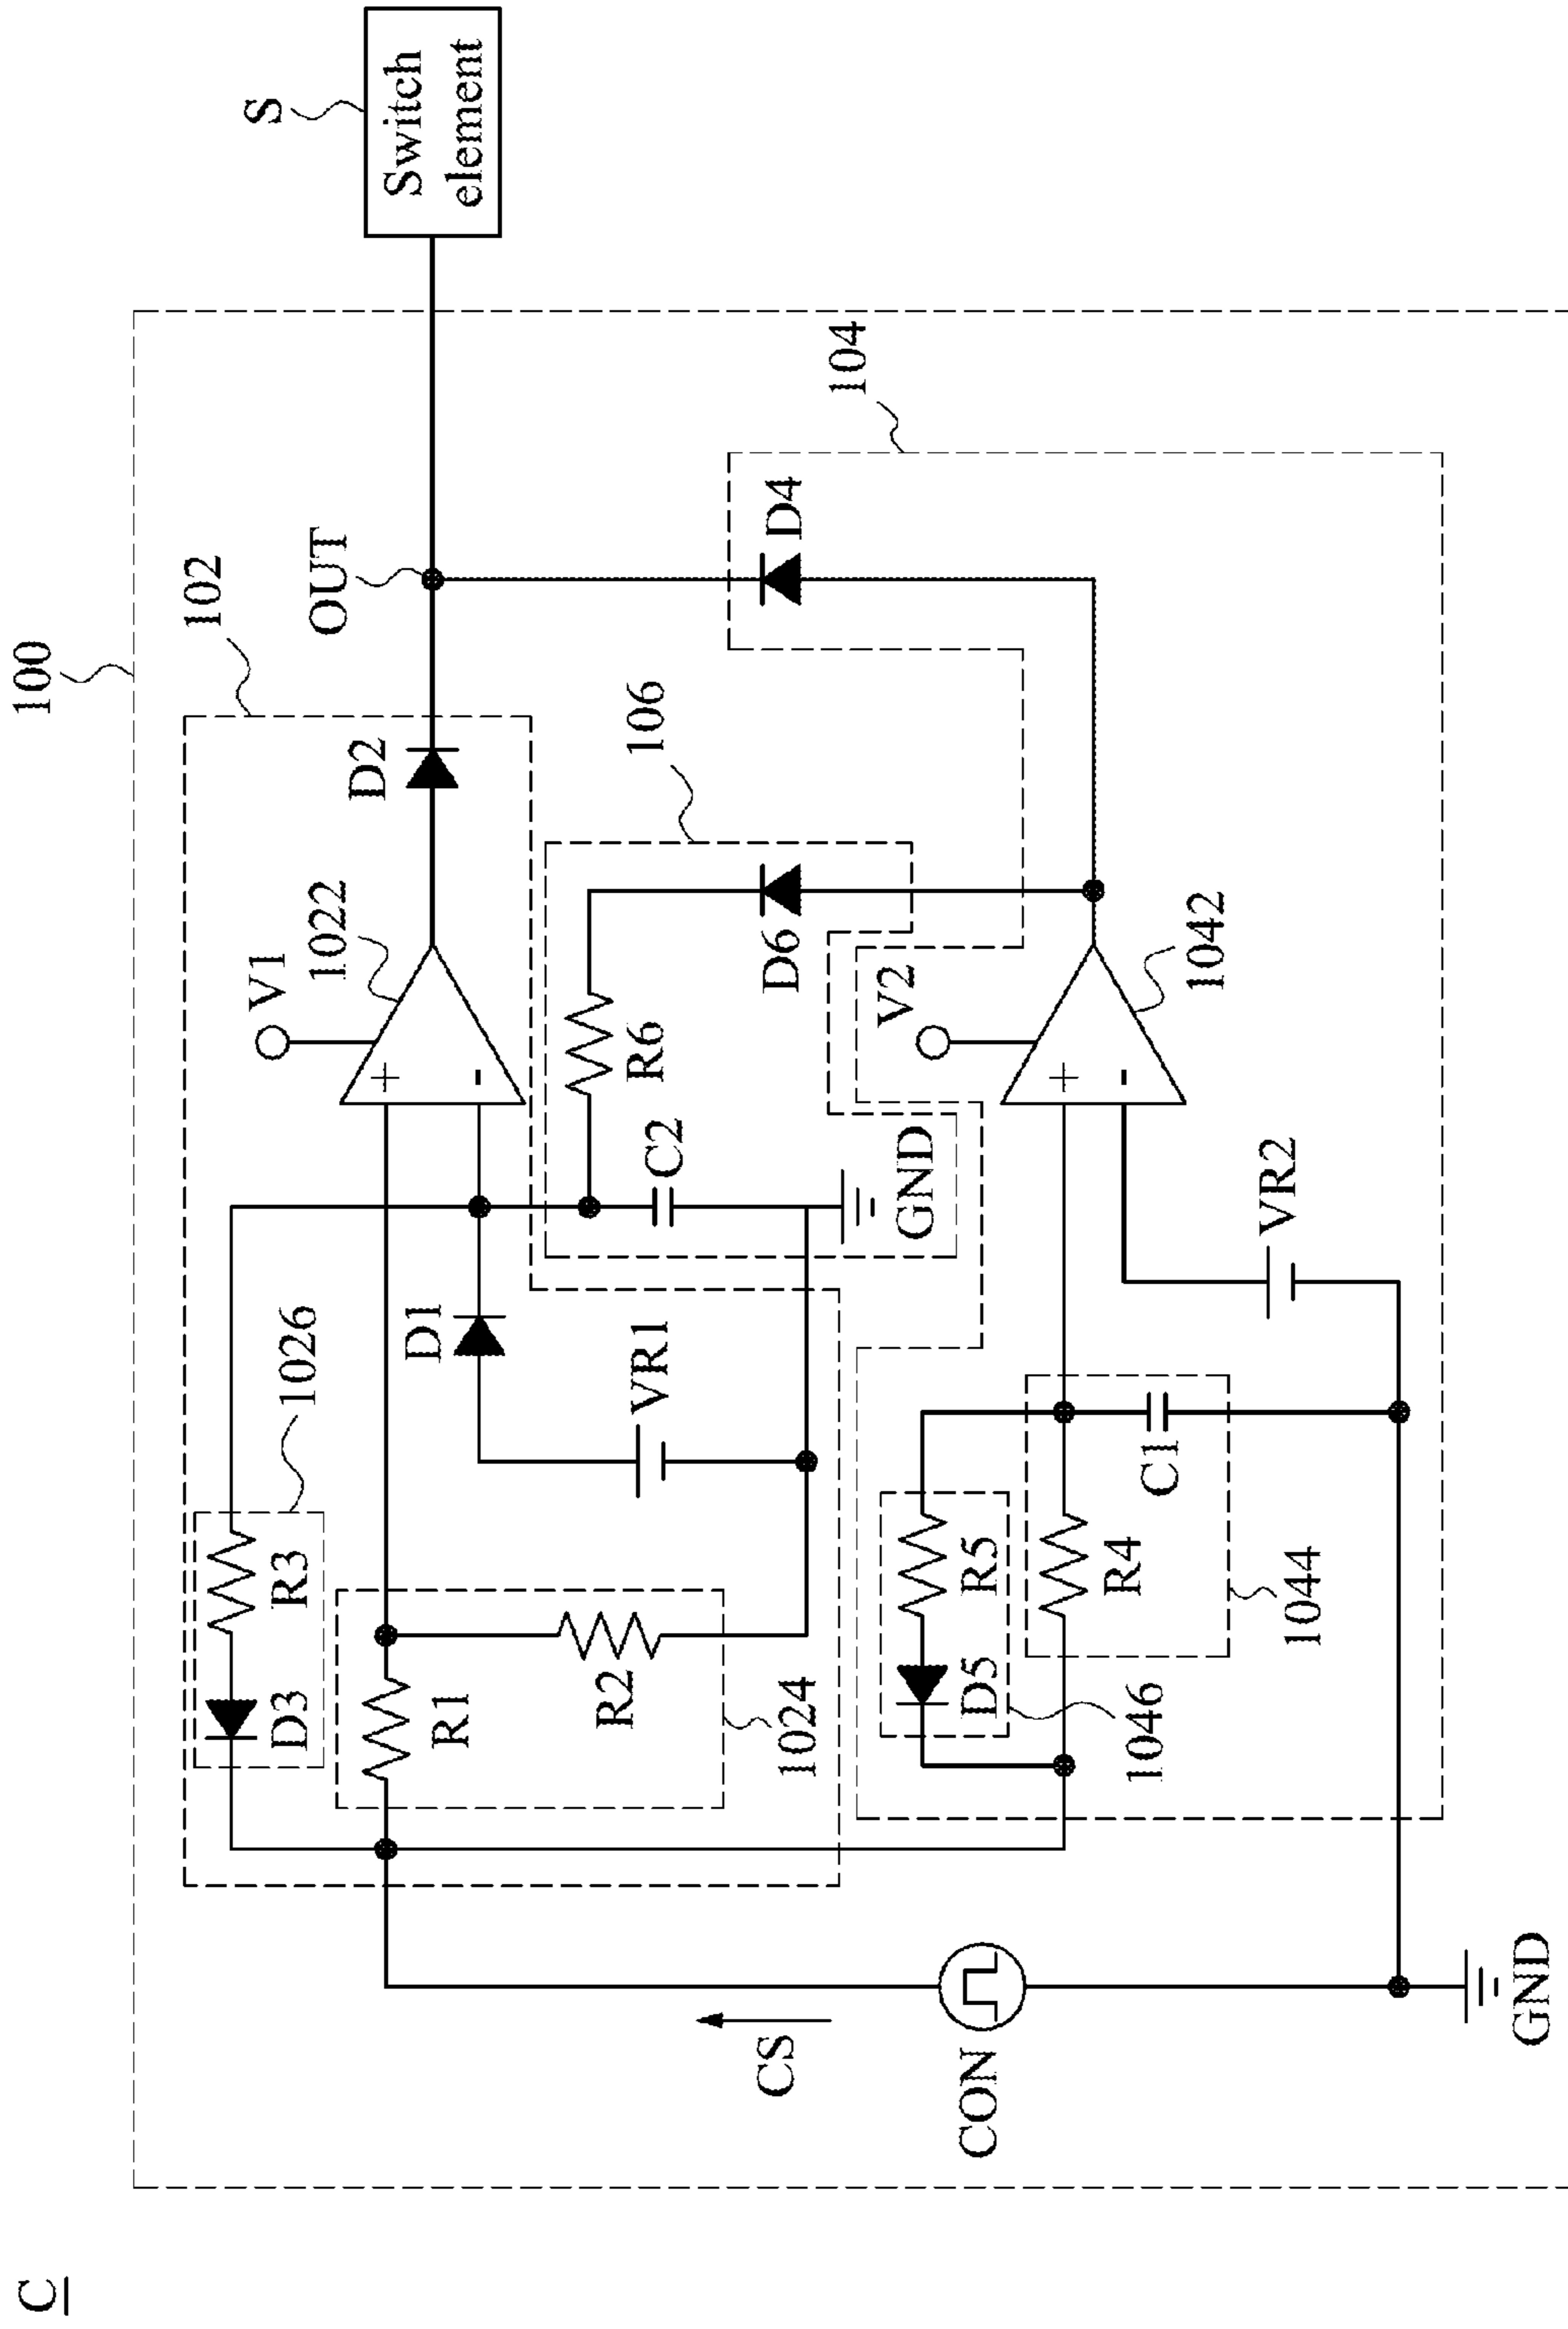 C
100
102
OUT
S
Switch
element
1026
D3
R3
V1
1022
D2
+
-
R1
R2
1024
D1
VR1
106
R6
C2
D6
GND
104
D4
V2
1042
+
-
D5
R5
1046
R4
C1
1044
VR2
CS
CON
GND